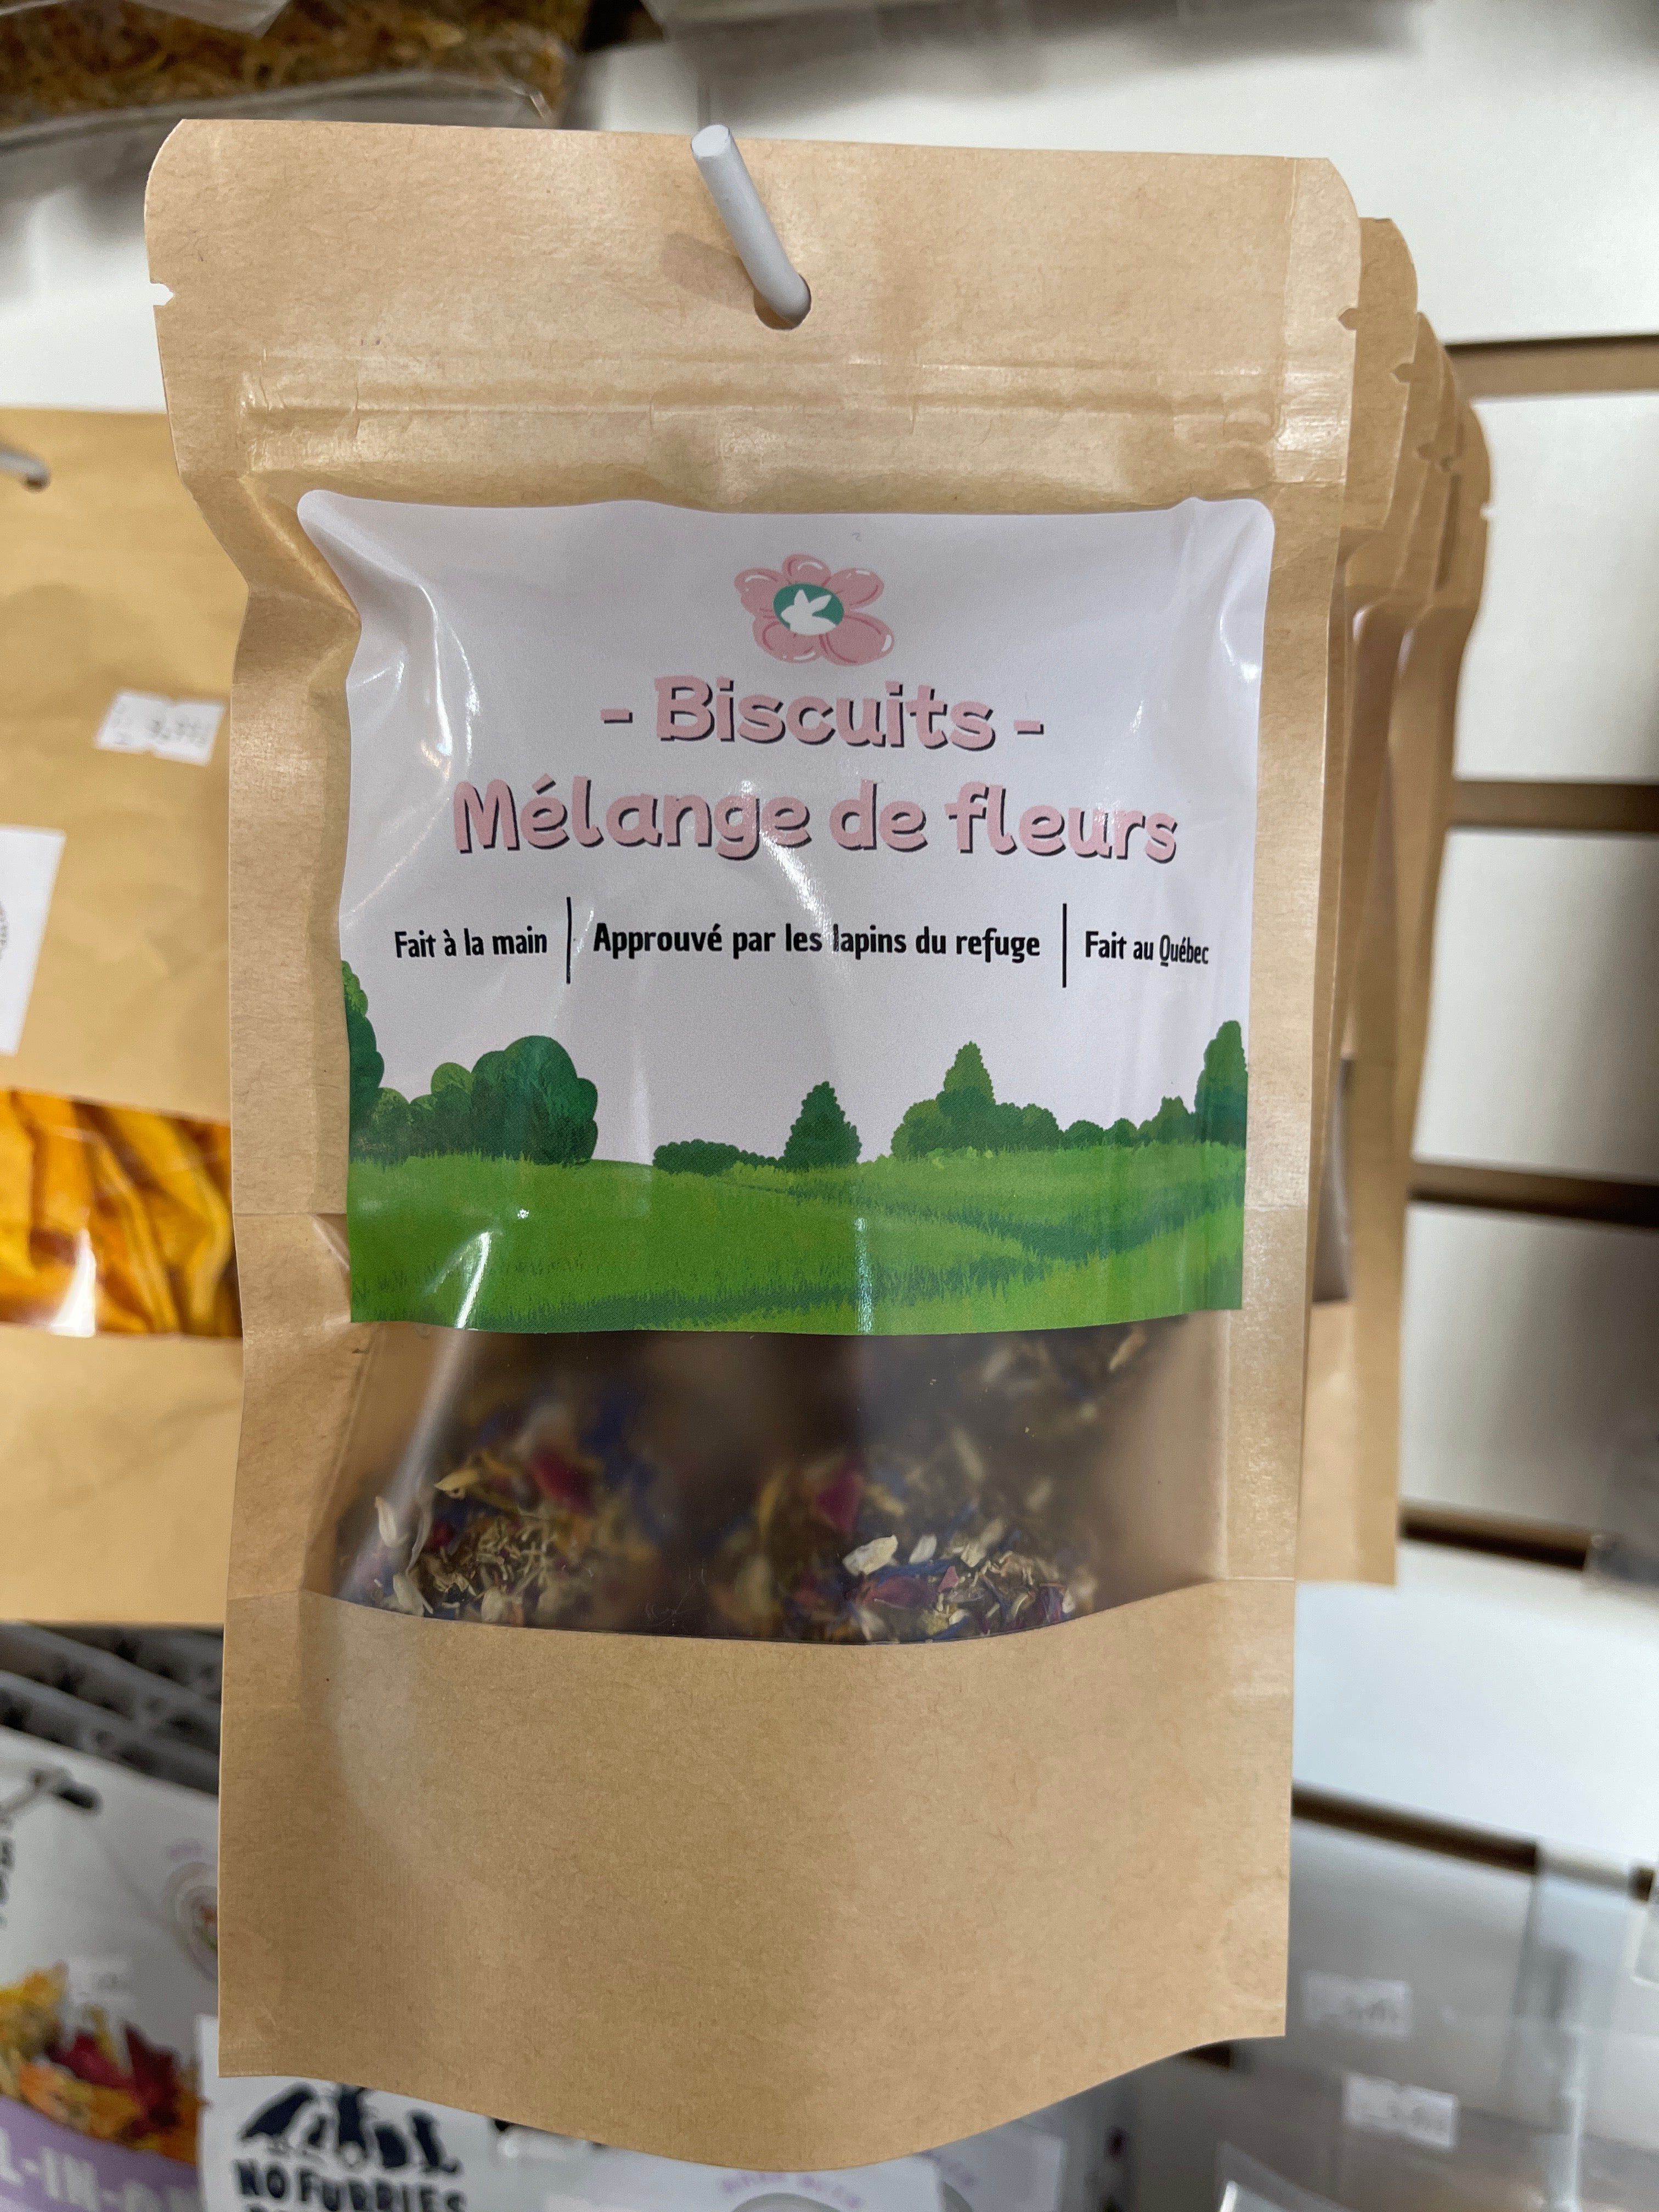 - Biscuits -
Mélange de fleurs
Fait à la main | Approuvé par les lapins du refuge | Fait au Québec
NO FURRIES